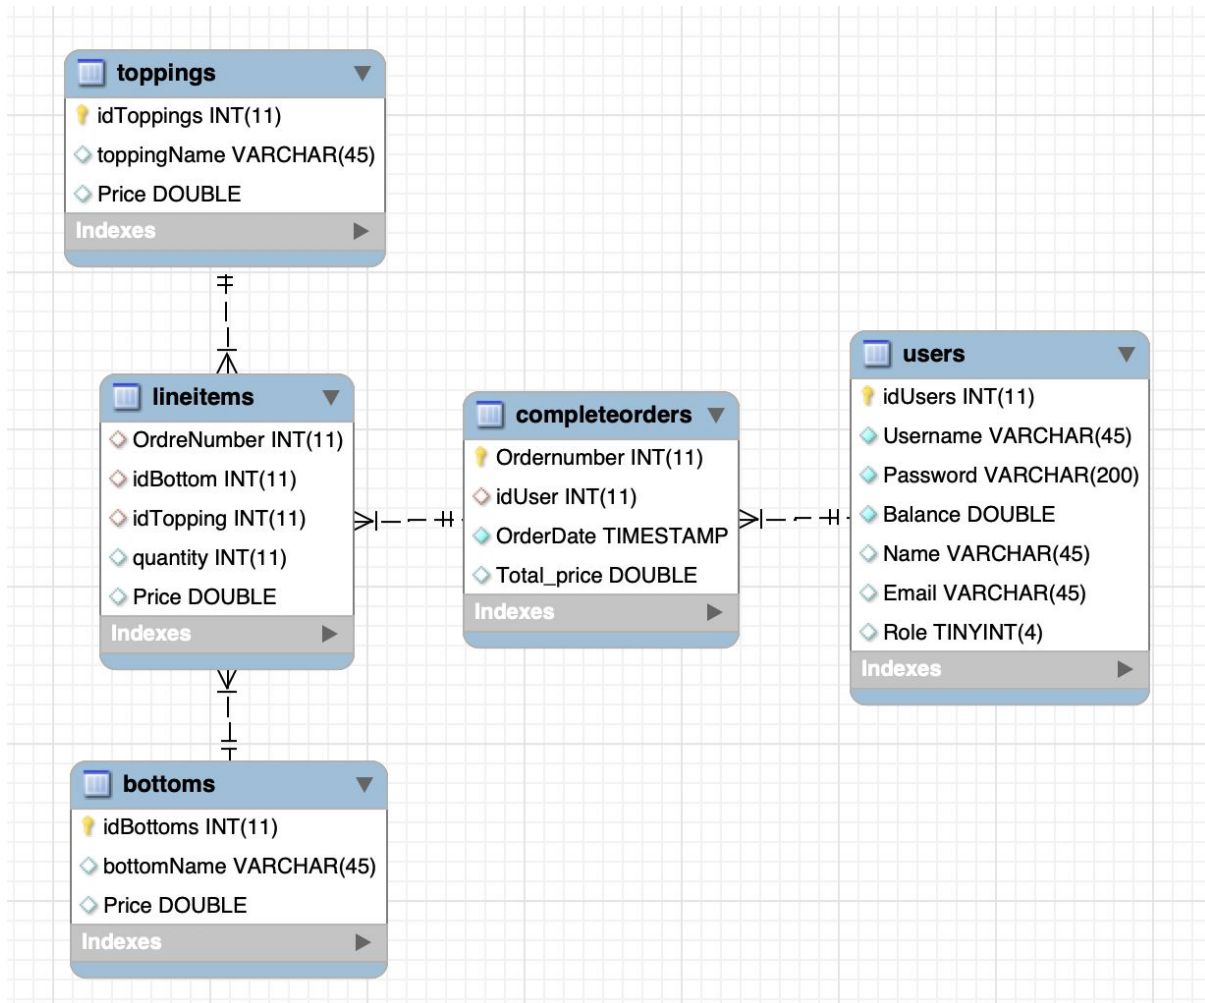 toppings
idToppings INT(11)
toppingName VARCHAR(45)
Price DOUBLE
Indexes
lineitems
OrdreNumber INT(11)
idBottom INT(11)
idTopping INT(11)
quantity INT(11)
Price DOUBLE
Indexes
bottoms
idBottoms INT(11)
bottomName VARCHAR(45)
Price DOUBLE
Indexes
completeorders
Ordernumber INT(11)
idUser INT(11)
OrderDate TIMESTAMP
Total_price DOUBLE
Indexes
users
idUsers INT(11)
Username VARCHAR(45)
Password VARCHAR(200)
Balance DOUBLE
Name VARCHAR(45)
Email VARCHAR(45)
Role TINYINT(4)
Indexes